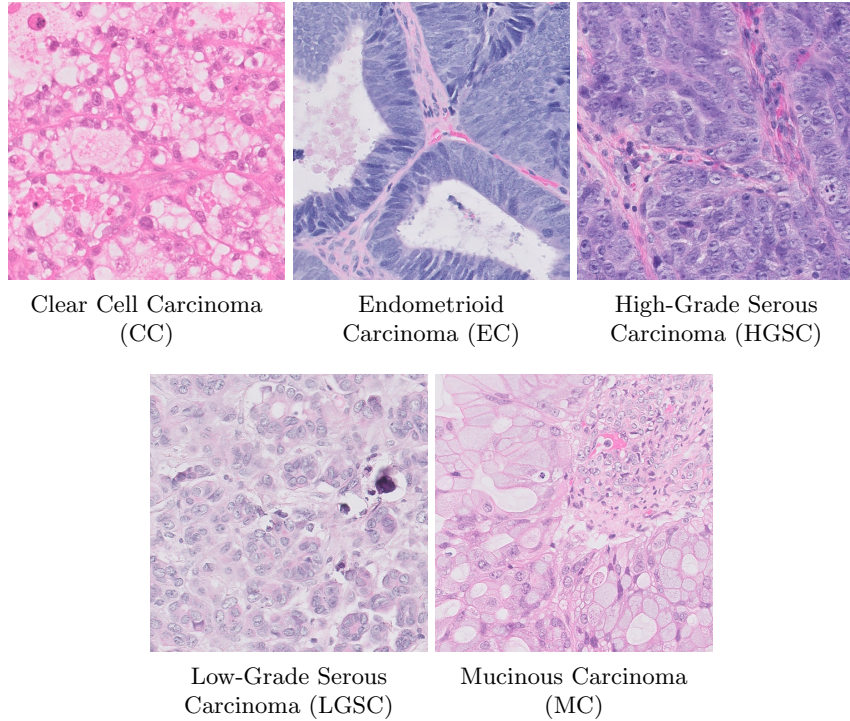 Clear Cell Carcinoma
(CC)
Endometrioid
Carcinoma (EC)
High-Grade Serous
Carcinoma (HGSC)
Low-Grade Serous
Carcinoma (LGSC)
Mucinous Carcinoma
(MC)